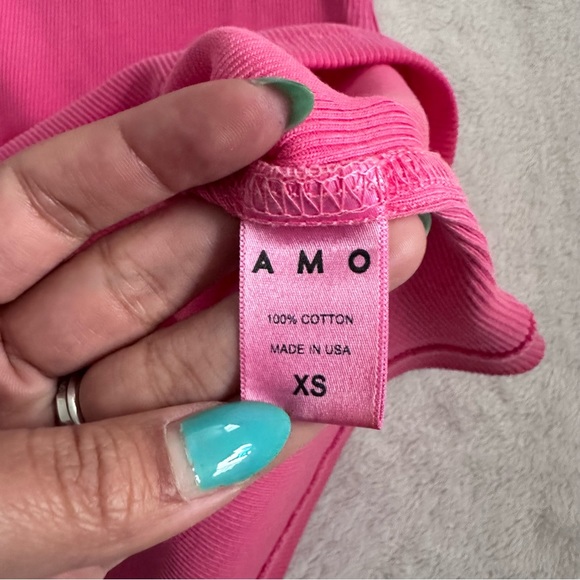 AMO
100% COTTON
MADE IN USA
XS